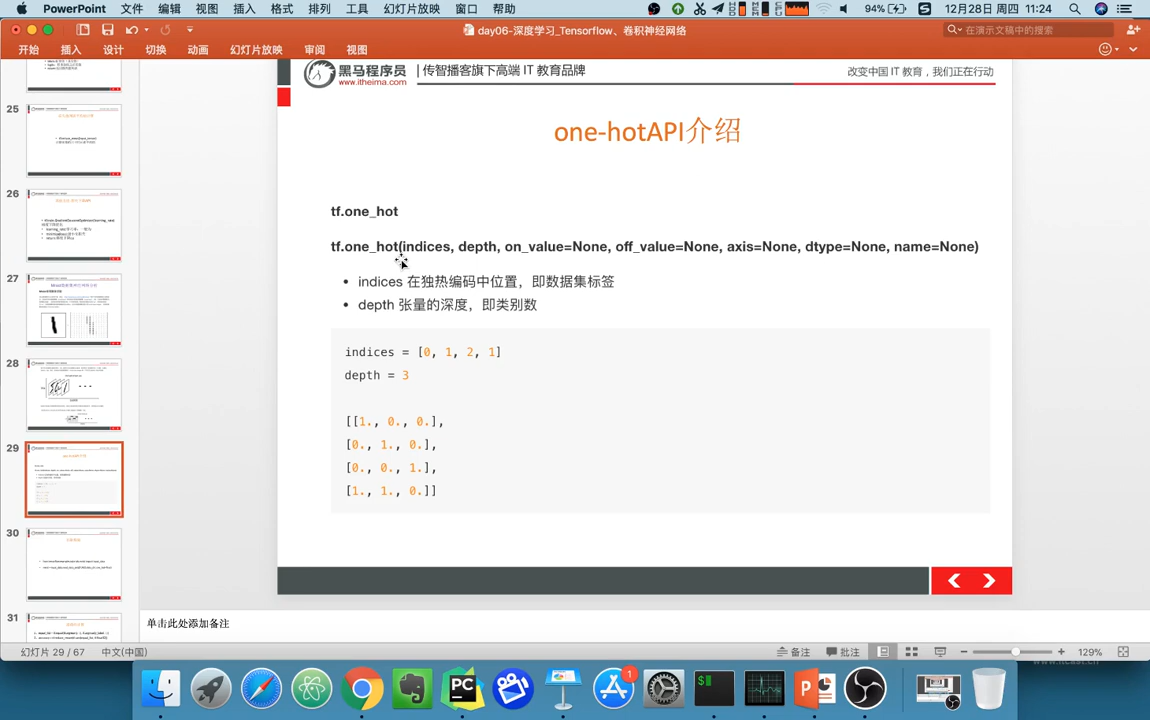 PowerPoint 文件 编辑 视图 插入 格式 排列 工具 幻灯片放映 窗口 帮助 94% 12月28日 周四 11:24
day06-深度学习_Tensorflow、卷积神经网络 在演示文稿中的搜索
开始 插入 设计 切换 动画 幻灯片放映 审阅 视图
25
26
27
28
29
30
31
黑马程序员 传智播客旗下高端 IT 教育品牌 改变中国 IT 教育，我们正在行动
www.itheima.com
one-hotAPI介绍
tf.one_hot
tf.one_hot(indices, depth, on_value=None, off_value=None, axis=None, dtype=None, name=None)
• indices 在独热编码中位置，即数据集标签
• depth 张量的深度，即类别数
indices = [0, 1, 2, 1]
depth = 3
[[1., 0., 0.],
[0., 1., 0.],
[0., 0., 1.],
[1., 1., 0.]]
单击此处添加备注
幻灯片 29 / 67 中文(中国) 备注 批注 129%
www.itcast.cn
PC
1
$
P